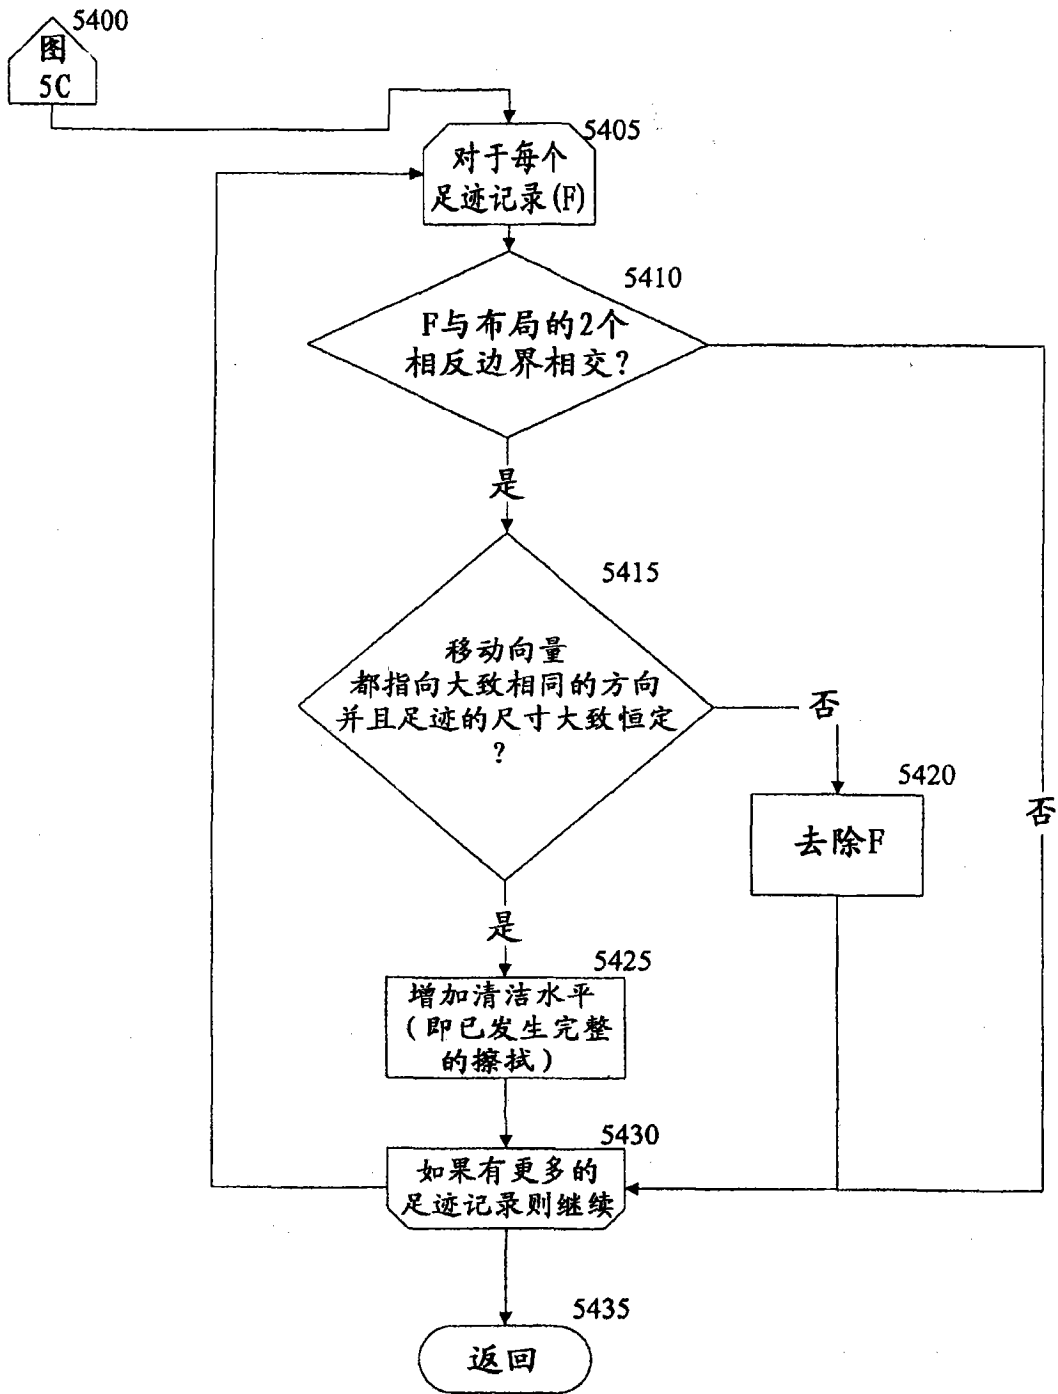 5400
图
5C
5405
对于每个
足迹记录(F)
5410
F与布局的2个
相反边界相交?
是
5415
移动向量
都指向大致相同的方向
并且足迹的尺寸大致恒定
?
否
5420
去除F
否
是
5425
增加清洁水平
(即已发生完整
的擦拭)
5430
如果有更多的
足迹记录则继续
5435
返回